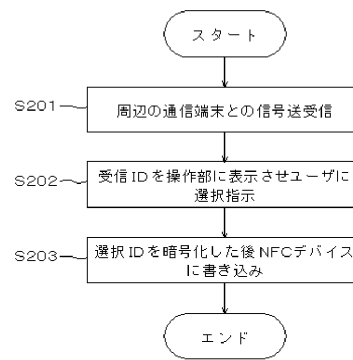 スタート
S201
周辺の通信端末との信号送受信
S202
受信IDを操作部に表示させユーザに
選択指示
S203
選択IDを暗号化した後NFCデバイス
に書き込み
エンド